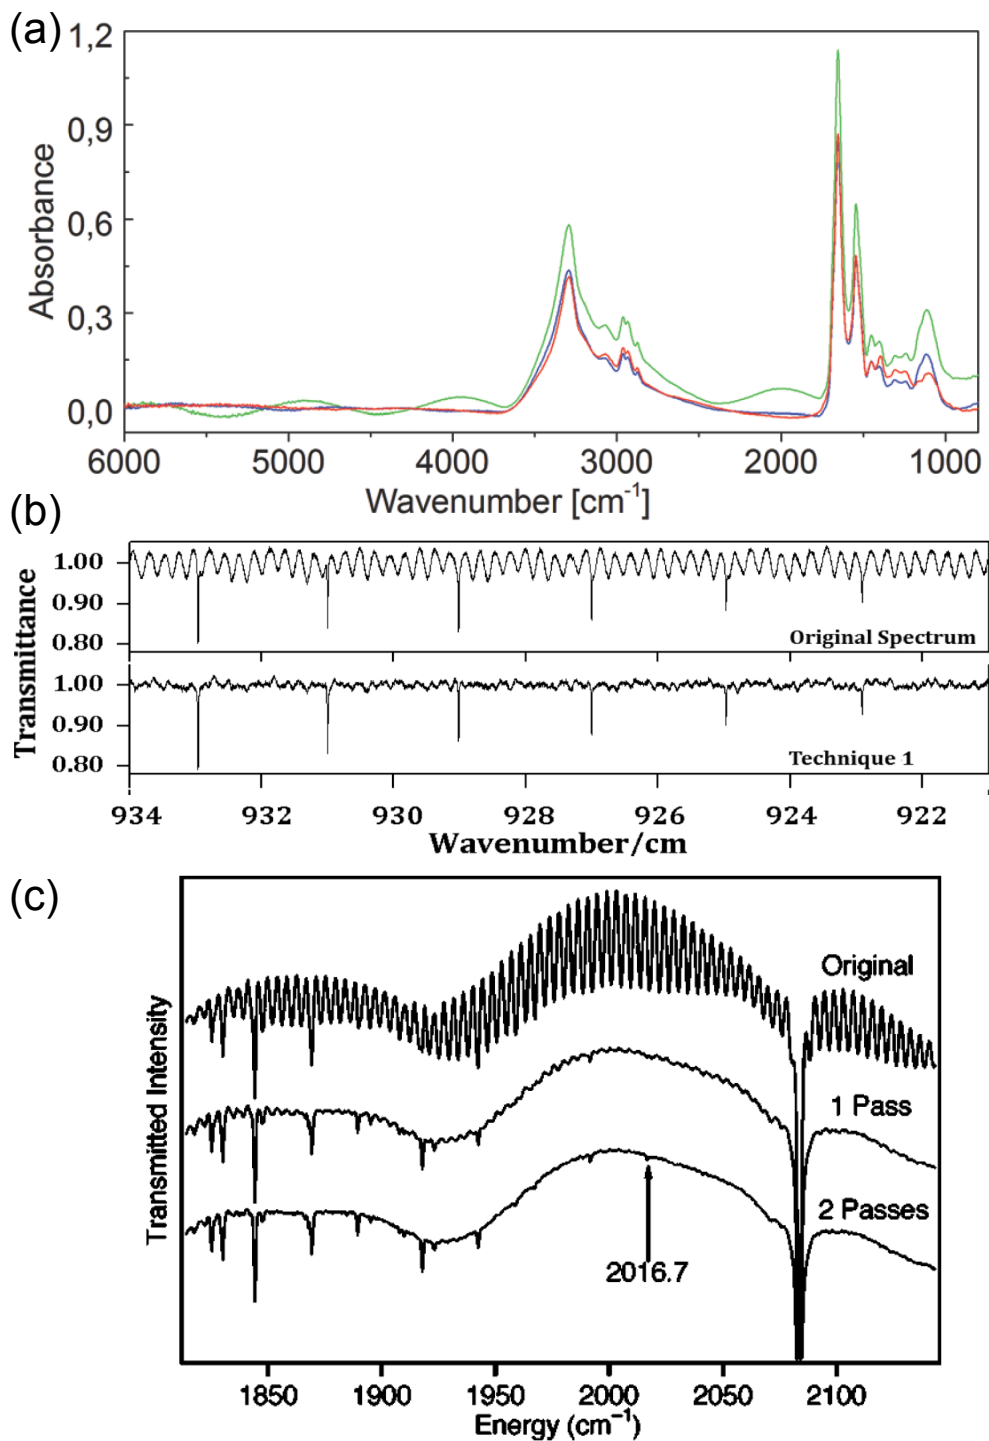 (a)
1,2
0,9
0,6
0,3
0,0
Absorbance
6000 5000 4000 3000 2000 1000
Wavenumber [cm⁻¹]
(b)
1.00
0.90
0.80
Original Spectrum
Transmittance
1.00
0.90
0.80
Technique 1
934 932 930 928 926 924 922
Wavenumber/cm
(c)
Original
1 Pass
2 Passes
2016.7
Transmitted Intensity
1850 1900 1950 2000 2050 2100
Energy (cm⁻¹)